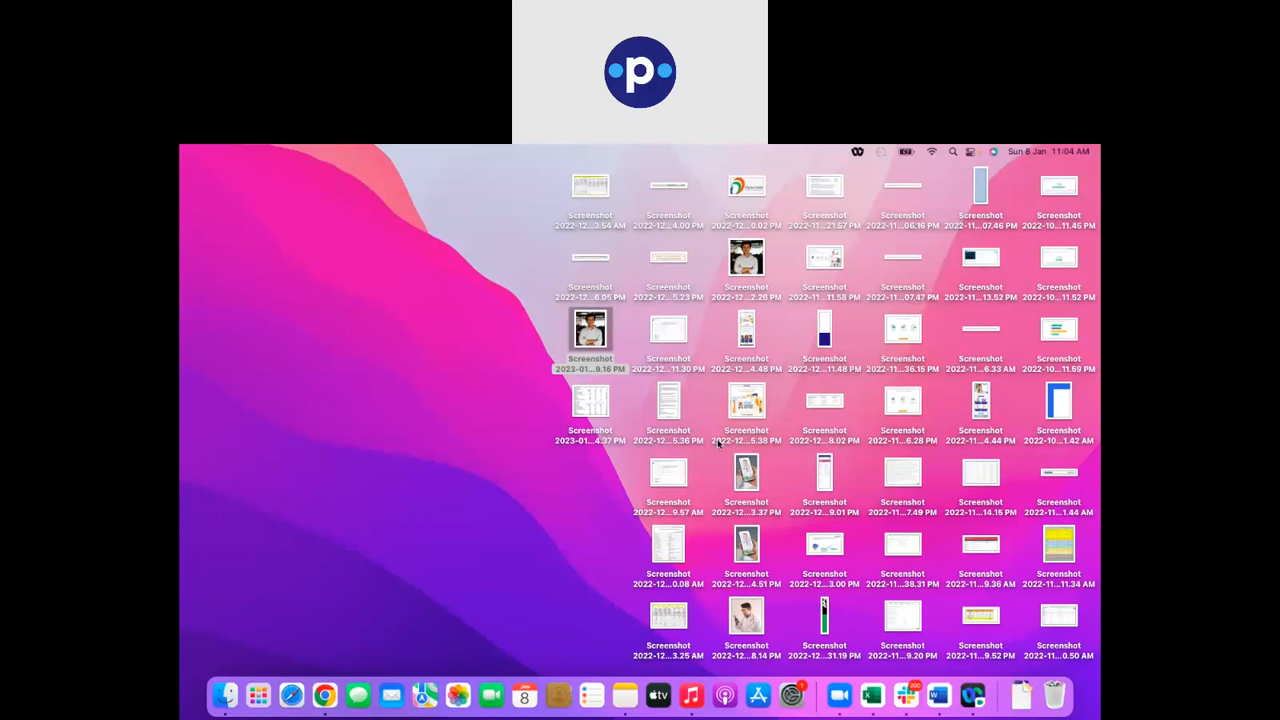 p
Sun 8 Jan 11:04 AM
Screenshot Screenshot Screenshot Screenshot Screenshot Screenshot Screenshot
2022-12...3.54 AM 2022-12...4.00 PM 2022-12...0.02 PM 2022-11...21.57 PM 2022-11...06.16 PM 2022-11...07.46 PM 2022-10...11.45 PM
Screenshot Screenshot Screenshot Screenshot Screenshot Screenshot Screenshot
2022-12...6.05 PM 2022-12...5.23 PM 2022-12...2.26 PM 2022-11...11.58 PM 2022-11...07.47 PM 2022-11...13.52 PM 2022-10...11.52 PM
Screenshot Screenshot Screenshot Screenshot Screenshot Screenshot Screenshot
2023-01...9.16 PM 2022-12...11.30 PM 2022-12...4.48 PM 2022-12...11.48 PM 2022-11...36.15 PM 2022-11...6.33 AM 2022-10...11.59 PM
Screenshot Screenshot Screenshot Screenshot Screenshot Screenshot Screenshot
2023-01...4.37 PM 2022-12...5.36 PM 2022-12...5.38 PM 2022-12...8.02 PM 2022-11...6.28 PM 2022-11...4.44 PM 2022-10...1.42 AM
Screenshot Screenshot Screenshot Screenshot Screenshot Screenshot
2022-12...9.57 AM 2022-12...3.37 PM 2022-12...9.01 PM 2022-11...7.49 PM 2022-11...14.15 PM 2022-11...1.44 AM
Screenshot Screenshot Screenshot Screenshot Screenshot Screenshot
2022-12...0.08 AM 2022-12...4.51 PM 2022-12...3.00 PM 2022-11...38.31 PM 2022-11...9.36 AM 2022-11...11.34 AM
Screenshot Screenshot Screenshot Screenshot Screenshot Screenshot
2022-12...3.25 AM 2022-12...8.14 PM 2022-12...31.19 PM 2022-11...9.20 PM 2022-11...9.52 PM 2022-11...0.50 AM
JAN
8
tv
1
X
200
W